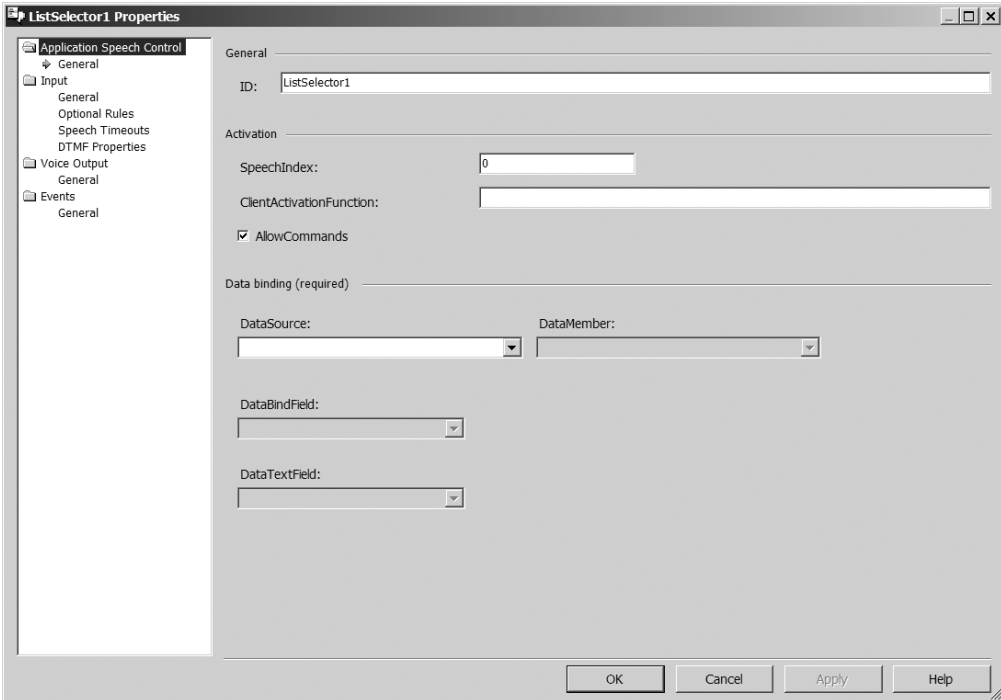 ListSelector1 Properties
Application Speech Control
General
Input
General
Optional Rules
Speech Timeouts
DTMF Properties
Voice Output
General
Events
General
General
ID:
ListSelector1
Activation
SpeechIndex:
0
ClientActivationFunction:
AllowCommands
Data binding (required)
DataSource:
DataMember:
DataBindField:
DataTextField:
OK
Cancel
Apply
Help